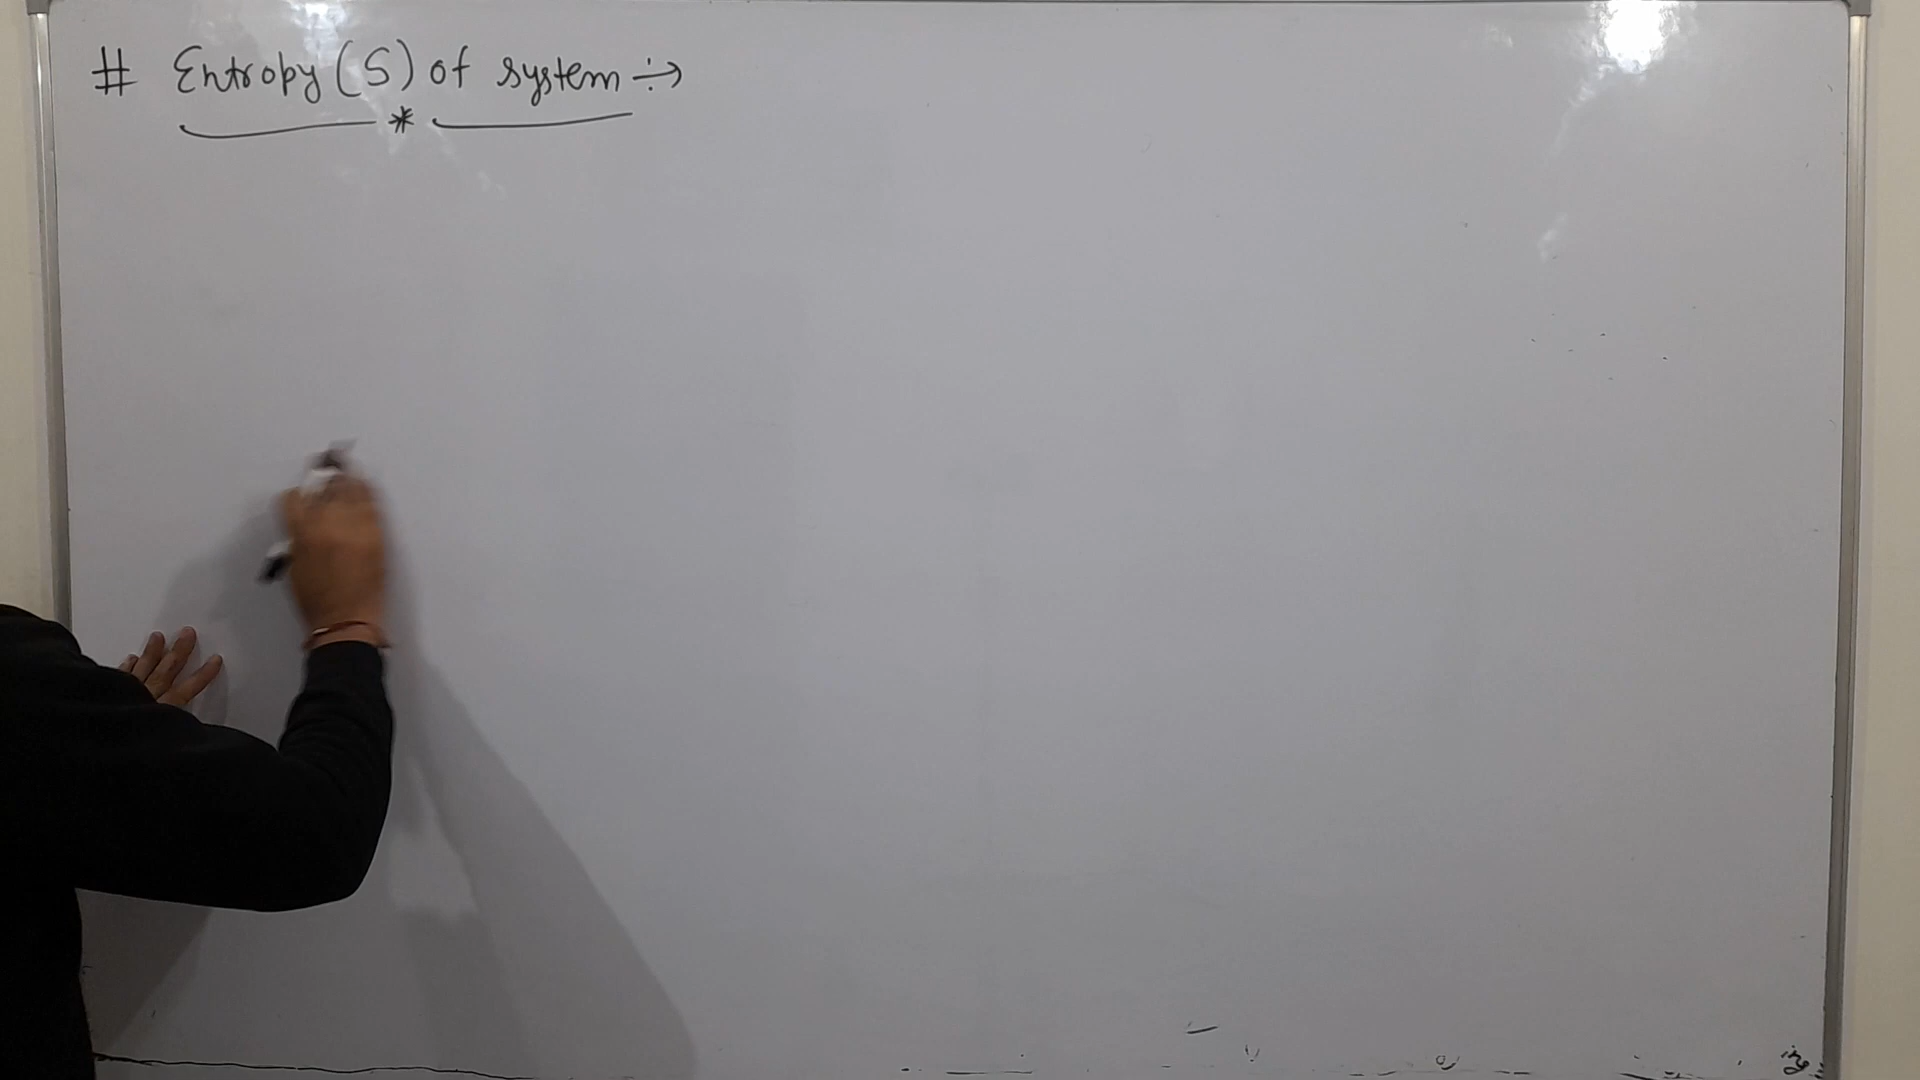 # Entropy (S) of system ÷→
*